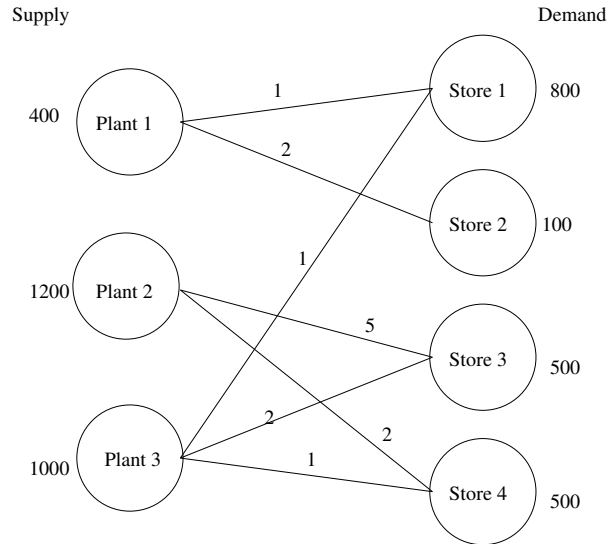 Supply
Demand
400
Plant 1
1
Store 1
800
2
Store 2
100
1
1200
Plant 2
5
Store 3
500
2
2
1000
Plant 3
1
Store 4
500